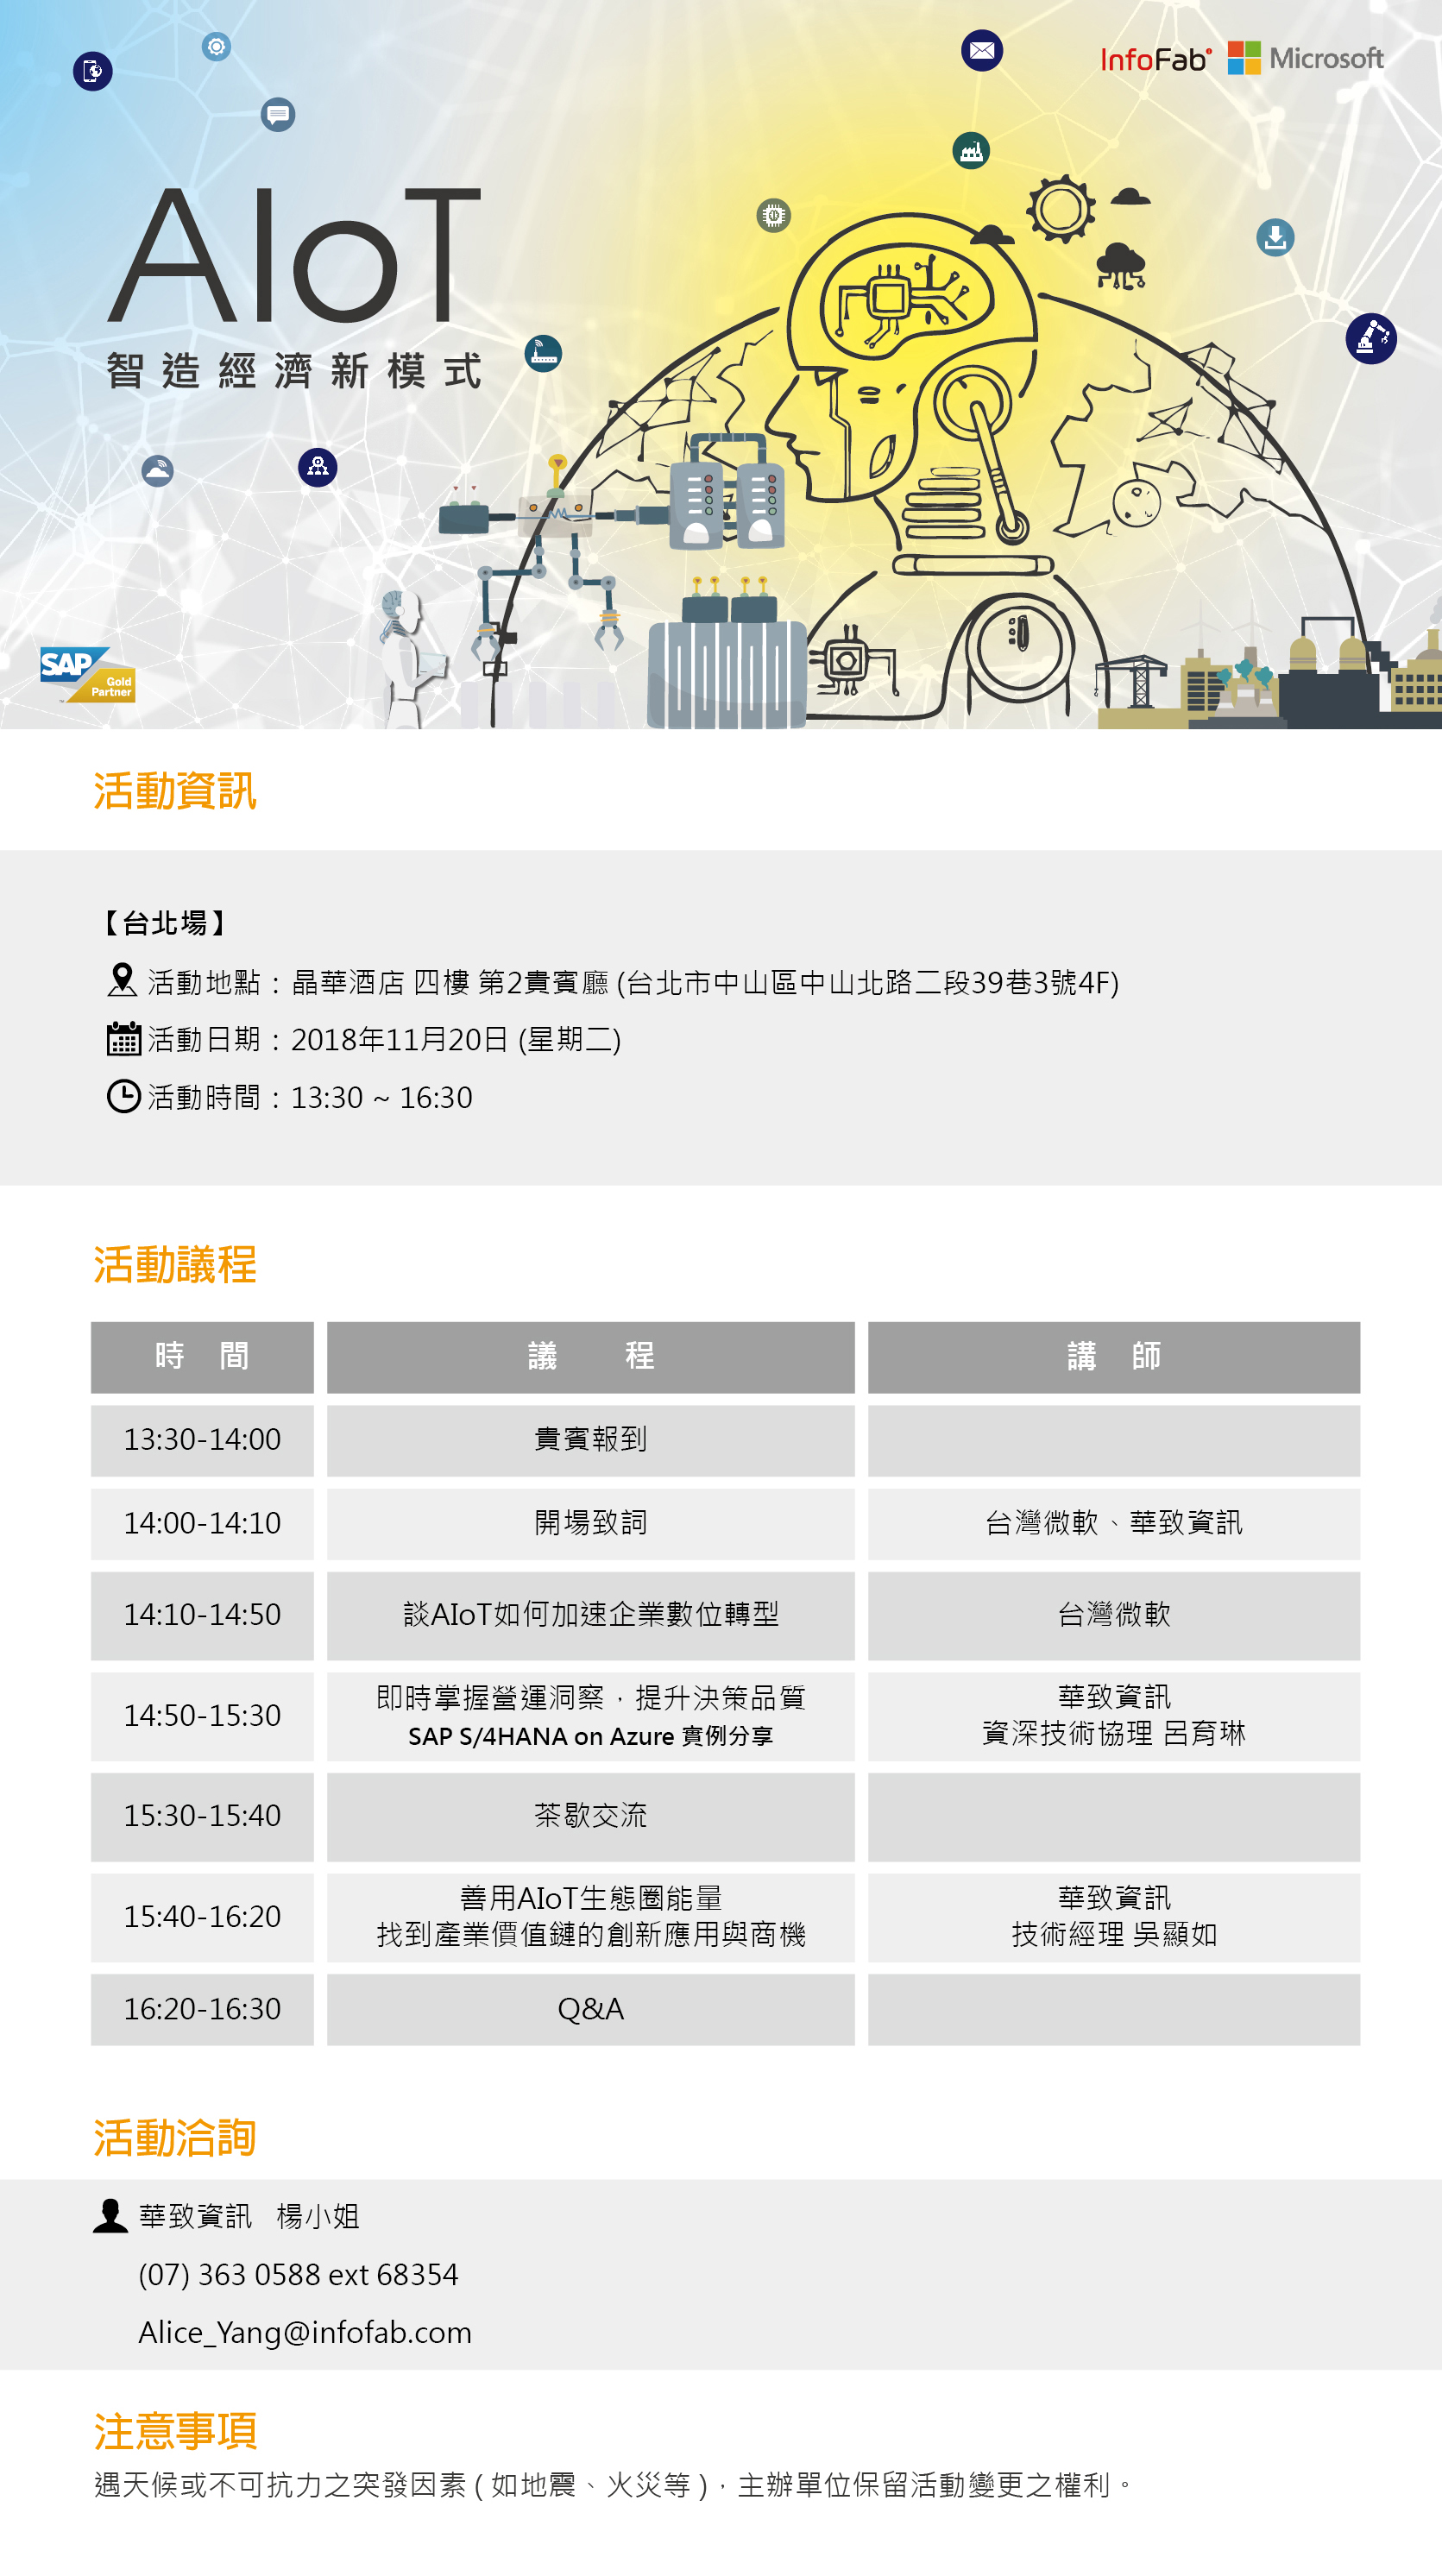 InfoFab Microsoft
AIoT
智造經濟新模式
SAP Gold Partner
活動資訊
【台北場】
活動地點：晶華酒店 四樓 第2貴賓廳 (台北市中山區中山北路二段39巷3號4F)
活動日期：2018年11月20日 (星期二)
活動時間：13:30 ~ 16:30
活動議程
時 間 議 程 講 師
13:30-14:00 貴賓報到
14:00-14:10 開場致詞 台灣微軟、華致資訊
14:10-14:50 談AIoT如何加速企業數位轉型 台灣微軟
14:50-15:30 即時掌握營運洞察，提升決策品質 華致資訊
SAP S/4HANA on Azure 實例分享 資深技術協理 呂育琳
15:30-15:40 茶歇交流
15:40-16:20 善用AIoT生態圈能量 華致資訊
找到產業價值鏈的創新應用與商機 技術經理 吳顯如
16:20-16:30 Q&A
活動洽詢
華致資訊 楊小姐
(07) 363 0588 ext 68354
Alice_Yang@infofab.com
注意事項
遇天候或不可抗力之突發因素 ( 如地震、火災等 )，主辦單位保留活動變更之權利。